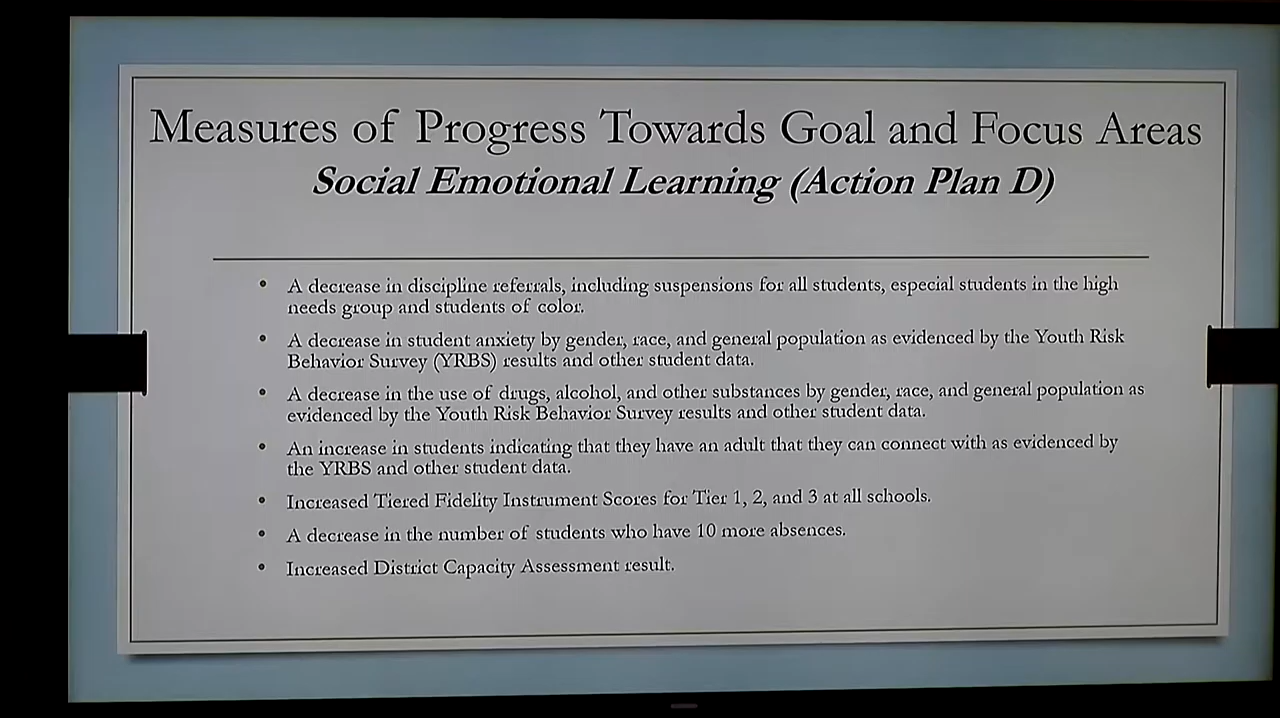 Measures of Progress Towards Goal and Focus Areas
Social Emotional Learning (Action Plan D)
• A decrease in discipline referrals, including suspensions for all students, especial students in the high
needs group and students of color.
• A decrease in student anxiety by gender, race, and general population as evidenced by the Youth Risk
Behavior Survey (YRBS) results and other student data.
• A decrease in the use of drugs, alcohol, and other substances by gender, race, and general population as
evidenced by the Youth Risk Behavior Survey results and other student data.
• An increase in students indicating that they have an adult that they can connect with as evidenced by
the YRBS and other student data.
• Increased Tiered Fidelity Instrument Scores for Tier 1, 2, and 3 at all schools.
• A decrease in the number of students who have 10 more absences.
• Increased District Capacity Assessment result.